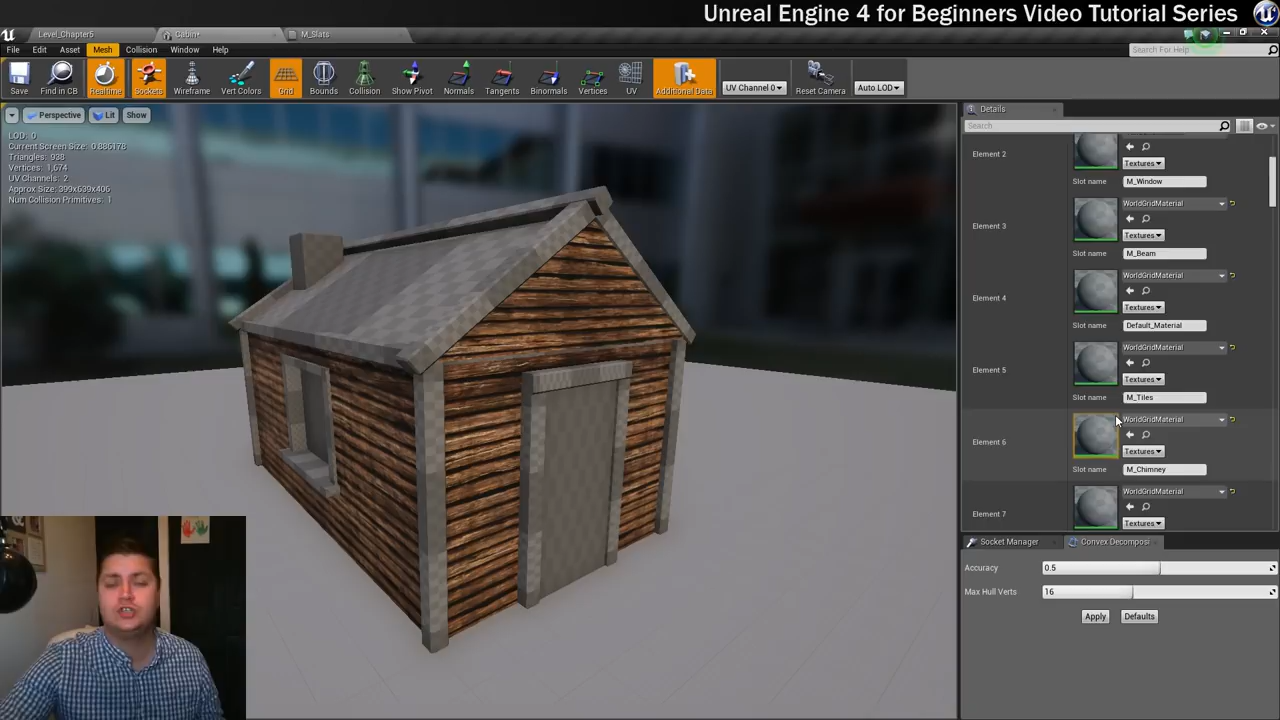 Unreal Engine 4 for Beginners Video Tutorial Series
Level_Chapter5
Cabin*
M_Slats
File Edit Asset Mesh Collision Window Help
Search For Help
Save Find in CB Realtime Sockets Wireframe Vert Colors Grid Bounds Collision Show Pivot Normals Tangents Binormals Vertices UV Additional Data UV Channel 0 Reset Camera Auto LOD
Perspective Lit Show
LOD: 0
Current Screen Size: 0.885178
Triangles: 938
Vertices: 1,674
UV Channels: 2
Approx Size: 399x639x406
Num Collision Primitives: 1
Details
Search
Element 2
Textures
Slot name M_Window
WorldGridMaterial
Element 3
Textures
Slot name M_Beam
WorldGridMaterial
Element 4
Textures
Slot name Default_Material
WorldGridMaterial
Element 5
Textures
Slot name M_Tiles
WorldGridMaterial
Element 6
Textures
Slot name M_Chimney
WorldGridMaterial
Element 7
Textures
Socket Manager Convex Decomposi
Accuracy 0.5
Max Hull Verts 16
Apply Defaults